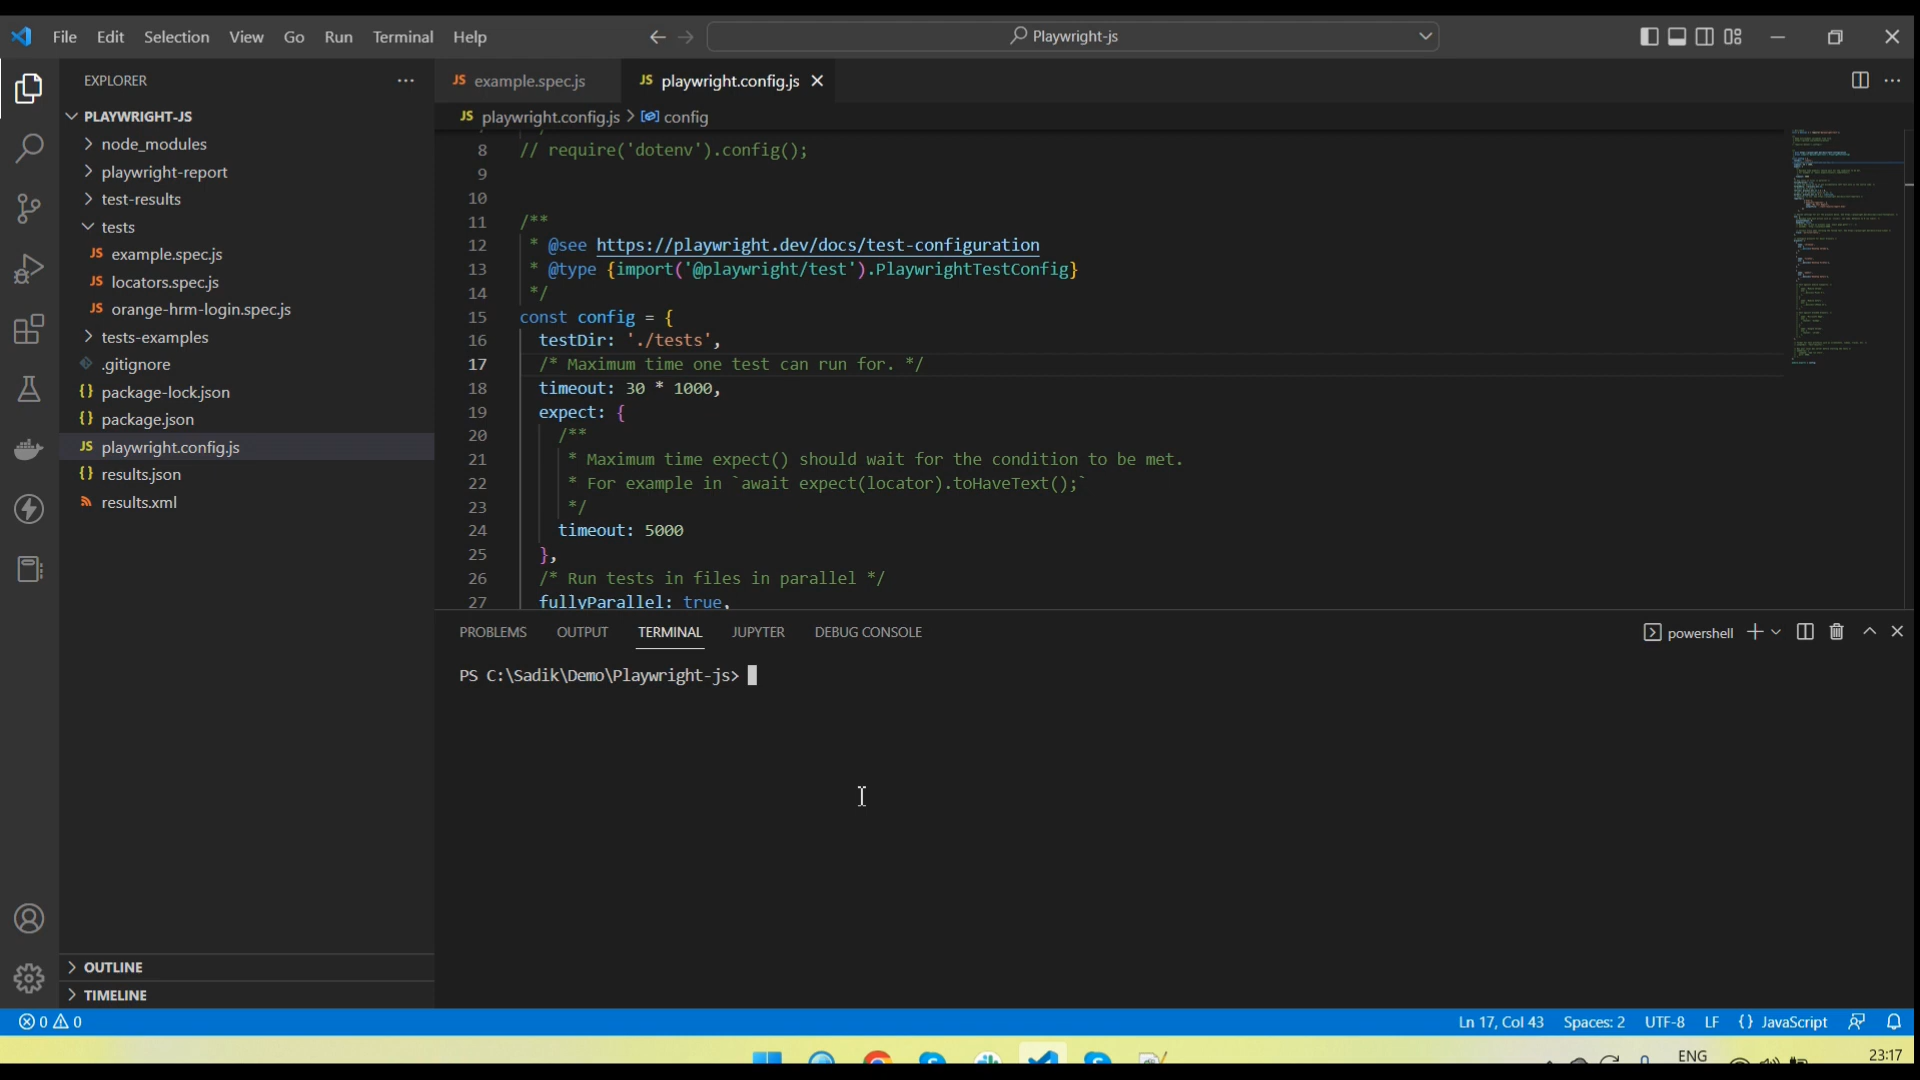 File Edit Selection View Go Run Terminal Help
Playwright-js
EXPLORER
PLAYWRIGHT-JS
node_modules
playwright-report
test-results
tests
JS example.spec.js
JS locators.spec.js
JS orange-hrm-login.spec.js
tests-examples
.gitignore
{} package-lock.json
{} package.json
JS playwright.config.js
{} results.json
results.xml
OUTLINE
TIMELINE
JS example.spec.js
JS playwright.config.js
JS playwright.config.js > config
8 // require('dotenv').config();
9
10
11 /**
12 * @see https://playwright.dev/docs/test-configuration
13 * @type {import('@playwright/test').PlaywrightTestConfig}
14 */
15 const config = {
16 testDir: './tests',
17 /* Maximum time one test can run for. */
18 timeout: 30 * 1000,
19 expect: {
20 /**
21 * Maximum time expect() should wait for the condition to be met.
22 * For example in `await expect(locator).toHaveText();`
23 */
24 timeout: 5000
25 },
26 /* Run tests in files in parallel */
27 fullyParallel: true,
PROBLEMS OUTPUT TERMINAL JUPYTER DEBUG CONSOLE
powershell
PS C:\Sadik\Demo\Playwright-js>
0 0
Ln 17, Col 43 Spaces: 2 UTF-8 LF {} JavaScript
ENG
23:17